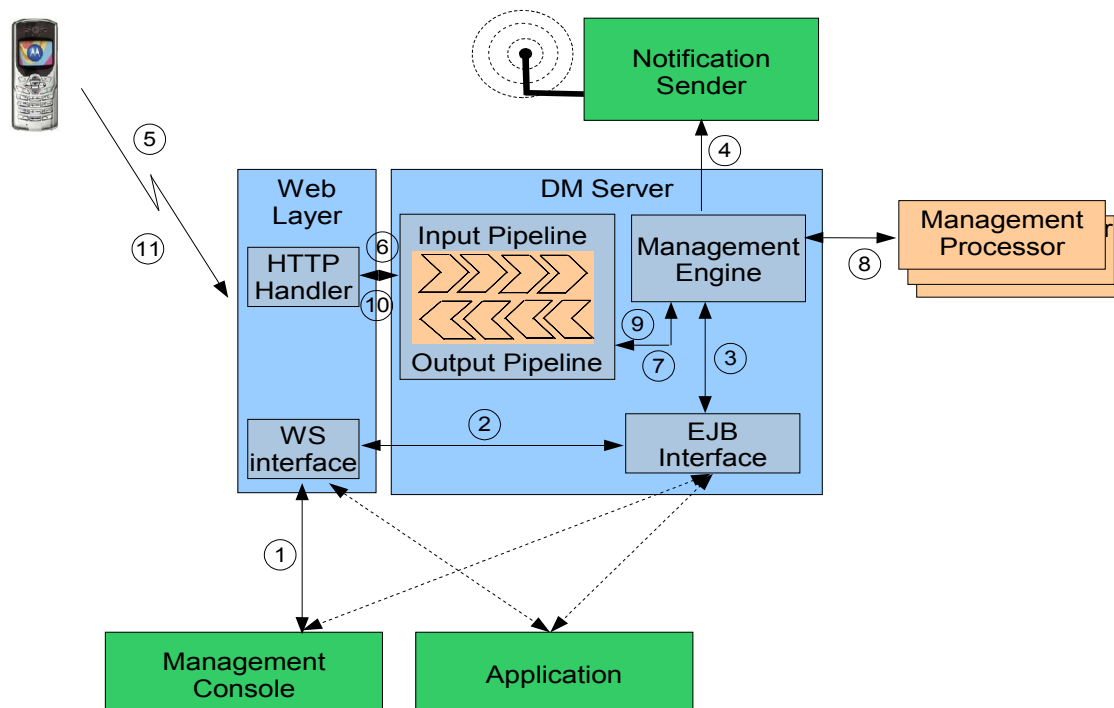 Notification
Sender
5
4
Web
Layer
DM Server
11
Input Pipeline
Management
Engine
Management
Processor
r
6
HTTP
Handler
8
10
9
Output Pipeline
7
3
2
WS
interface
EJB
Interface
1
Management
Console
Application